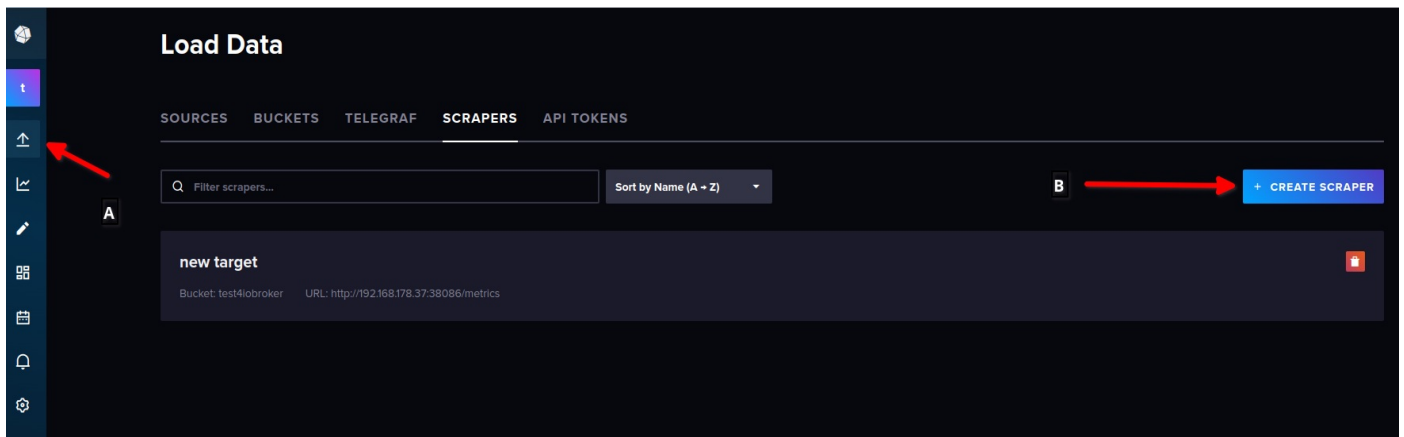 Load Data
t
SOURCES BUCKETS TELEGRAF SCRAPERS API TOKENS
Filter scrapers...
Sort by Name (A → Z)
B
+ CREATE SCRAPER
A
new target
Bucket: test4iobroker URL: http://192.168.178.37:38086/metrics